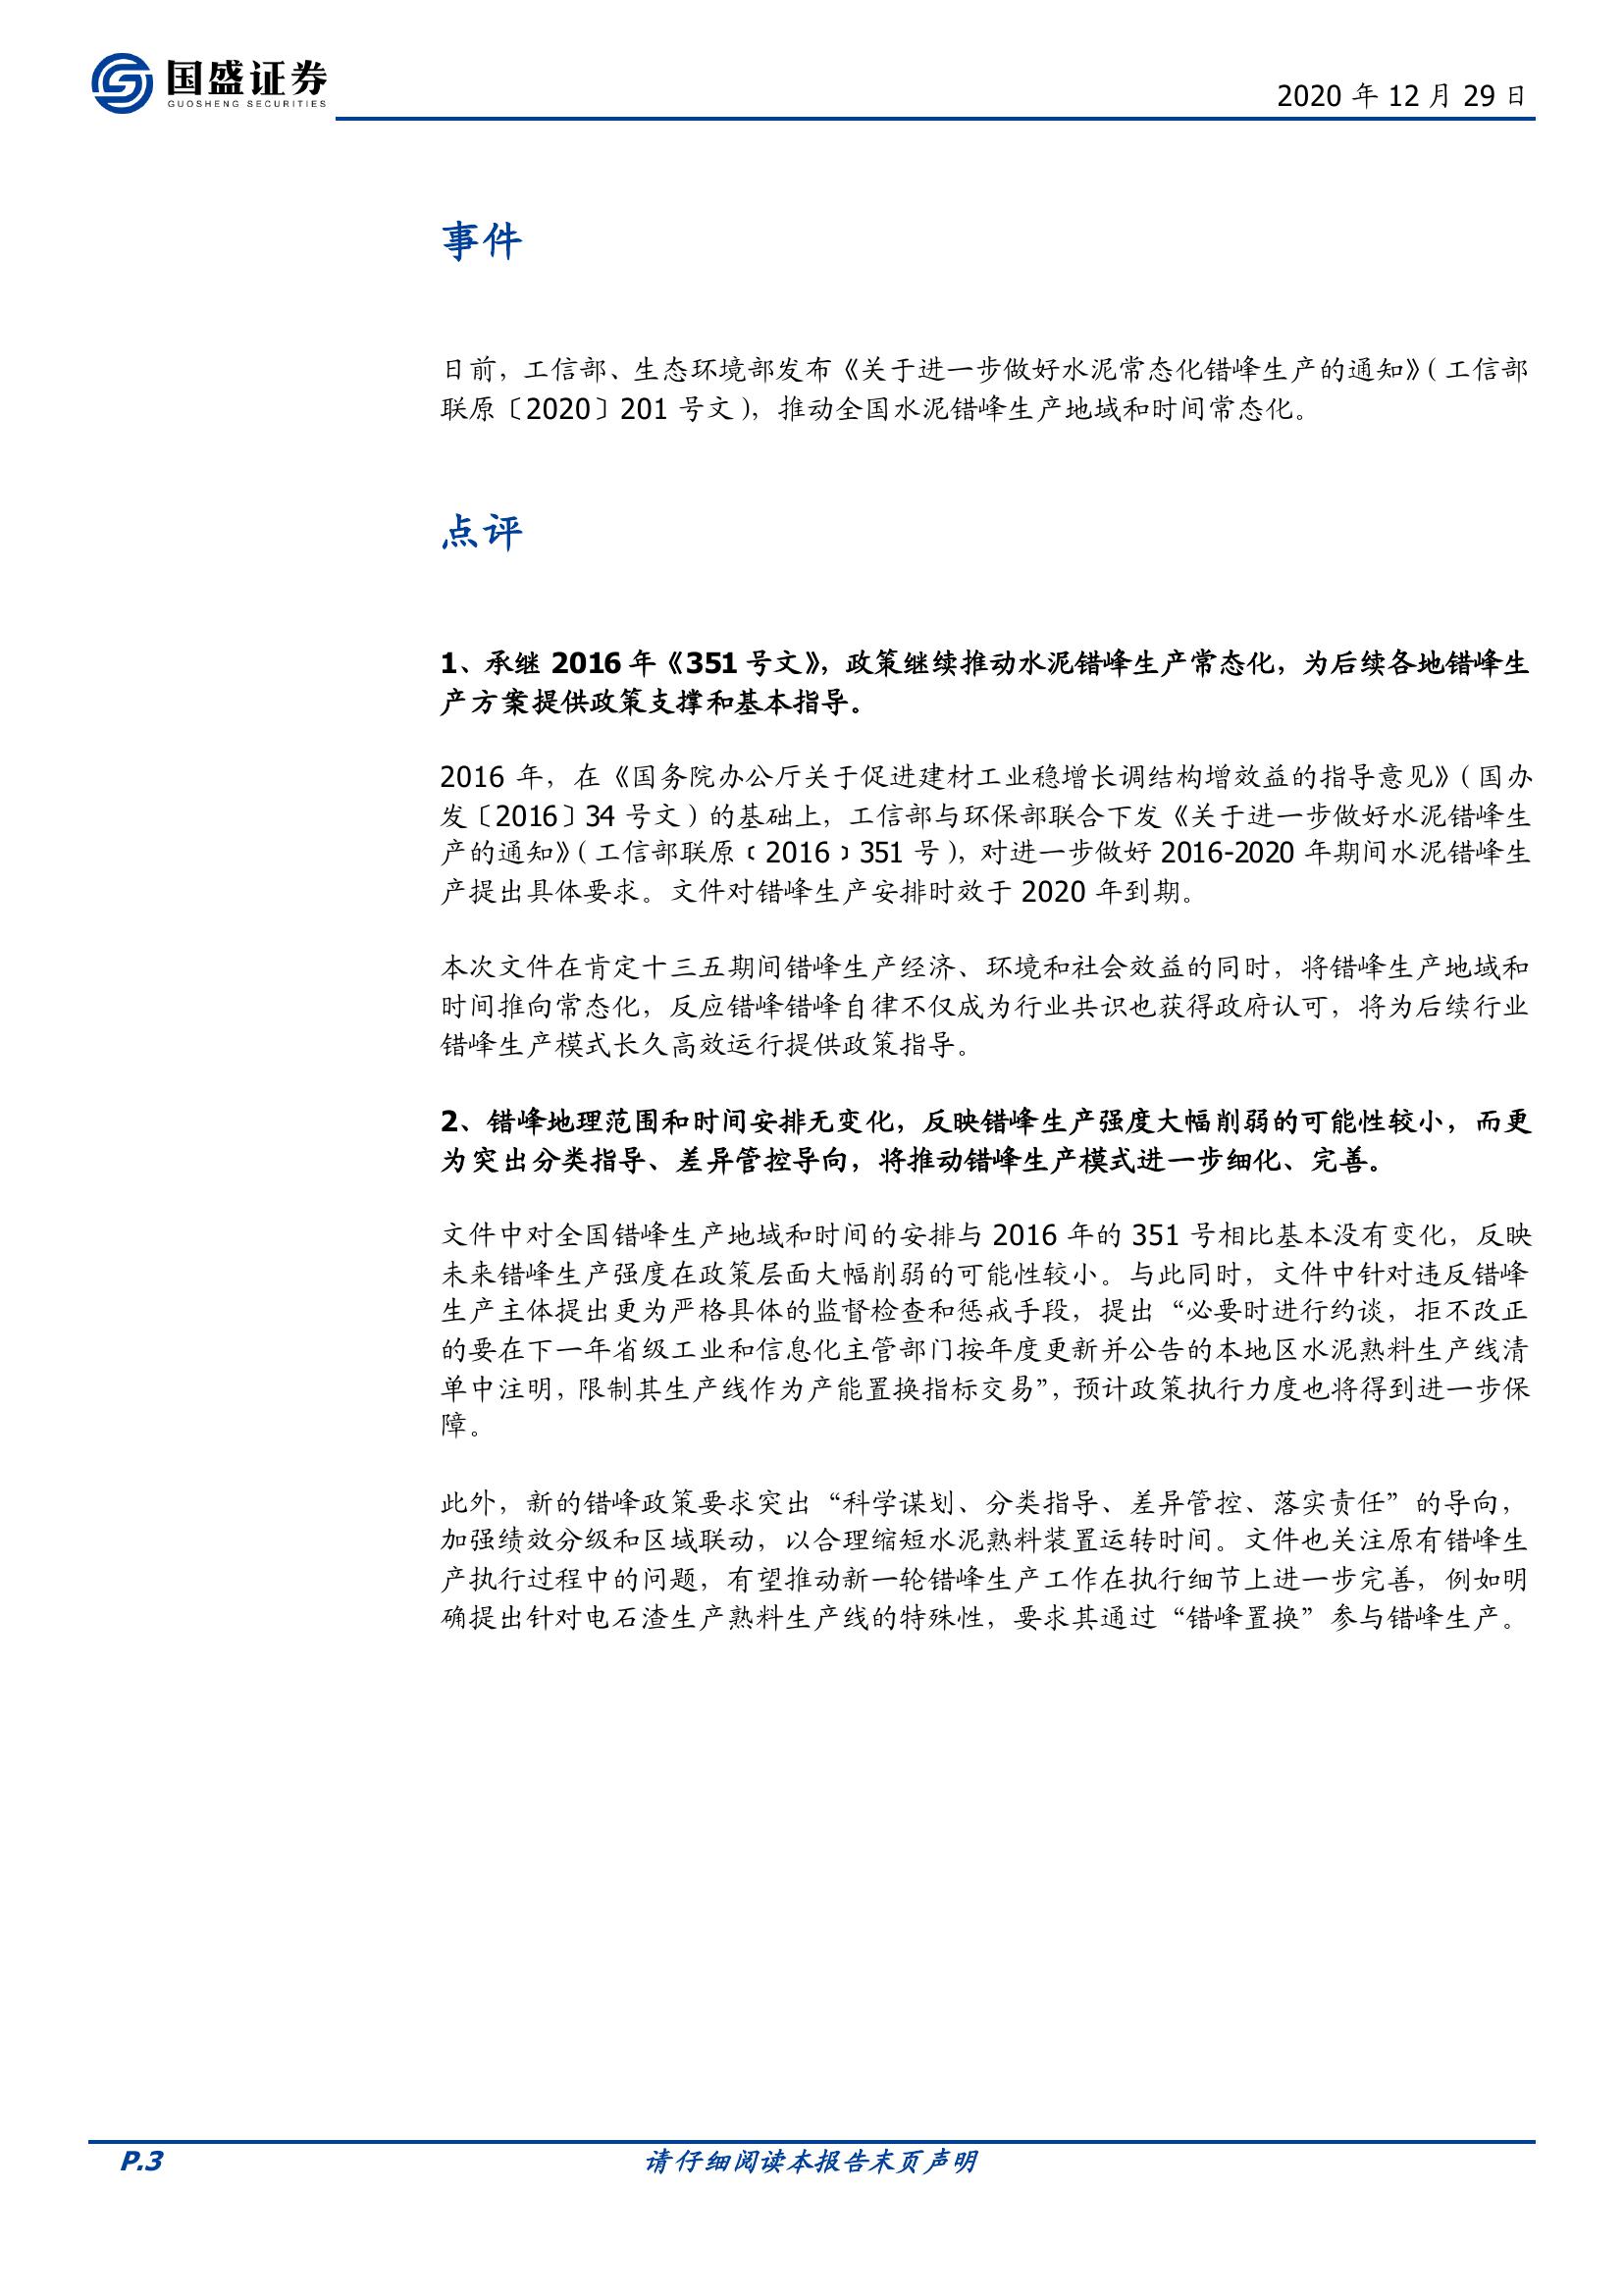 国盛证券
GUOSHENG SECURITIES
2020 年 12 月 29 日
事件
日前，工信部、生态环境部发布《关于进一步做好水泥常态化错峰生产的通知》（工信部
联原〔2020〕201 号文），推动全国水泥错峰生产地域和时间常态化。
点评
1、承继 2016 年《351 号文》，政策继续推动水泥错峰生产常态化，为后续各地错峰生
产方案提供政策支撑和基本指导。
2016 年，在《国务院办公厅关于促进建材工业稳增长调结构增效益的指导意见》（国办
发〔2016〕34 号文）的基础上，工信部与环保部联合下发《关于进一步做好水泥错峰生
产的通知》（工信部联原﹝2016﹞351 号），对进一步做好 2016-2020 年期间水泥错峰生
产提出具体要求。文件对错峰生产安排时效于 2020 年到期。
本次文件在肯定十三五期间错峰生产经济、环境和社会效益的同时，将错峰生产地域和
时间推向常态化，反应错峰错峰自律不仅成为行业共识也获得政府认可，将为后续行业
错峰生产模式长久高效运行提供政策指导。
2、错峰地理范围和时间安排无变化，反映错峰生产强度大幅削弱的可能性较小，而更
为突出分类指导、差异管控导向，将推动错峰生产模式进一步细化、完善。
文件中对全国错峰生产地域和时间的安排与 2016 年的 351 号相比基本没有变化，反映
未来错峰生产强度在政策层面大幅削弱的可能性较小。与此同时，文件中针对违反错峰
生产主体提出更为严格具体的监督检查和惩戒手段，提出“必要时进行约谈，拒不改正
的要在下一年省级工业和信息化主管部门按年度更新并公告的本地区水泥熟料生产线清
单中注明，限制其生产线作为产能置换指标交易”，预计政策执行力度也将得到进一步保
障。
此外，新的错峰政策要求突出“科学谋划、分类指导、差异管控、落实责任”的导向，
加强绩效分级和区域联动，以合理缩短水泥熟料装置运转时间。文件也关注原有错峰生
产执行过程中的问题，有望推动新一轮错峰生产工作在执行细节上进一步完善，例如明
确提出针对电石渣生产熟料生产线的特殊性，要求其通过“错峰置换”参与错峰生产。
P.3
请仔细阅读本报告末页声明